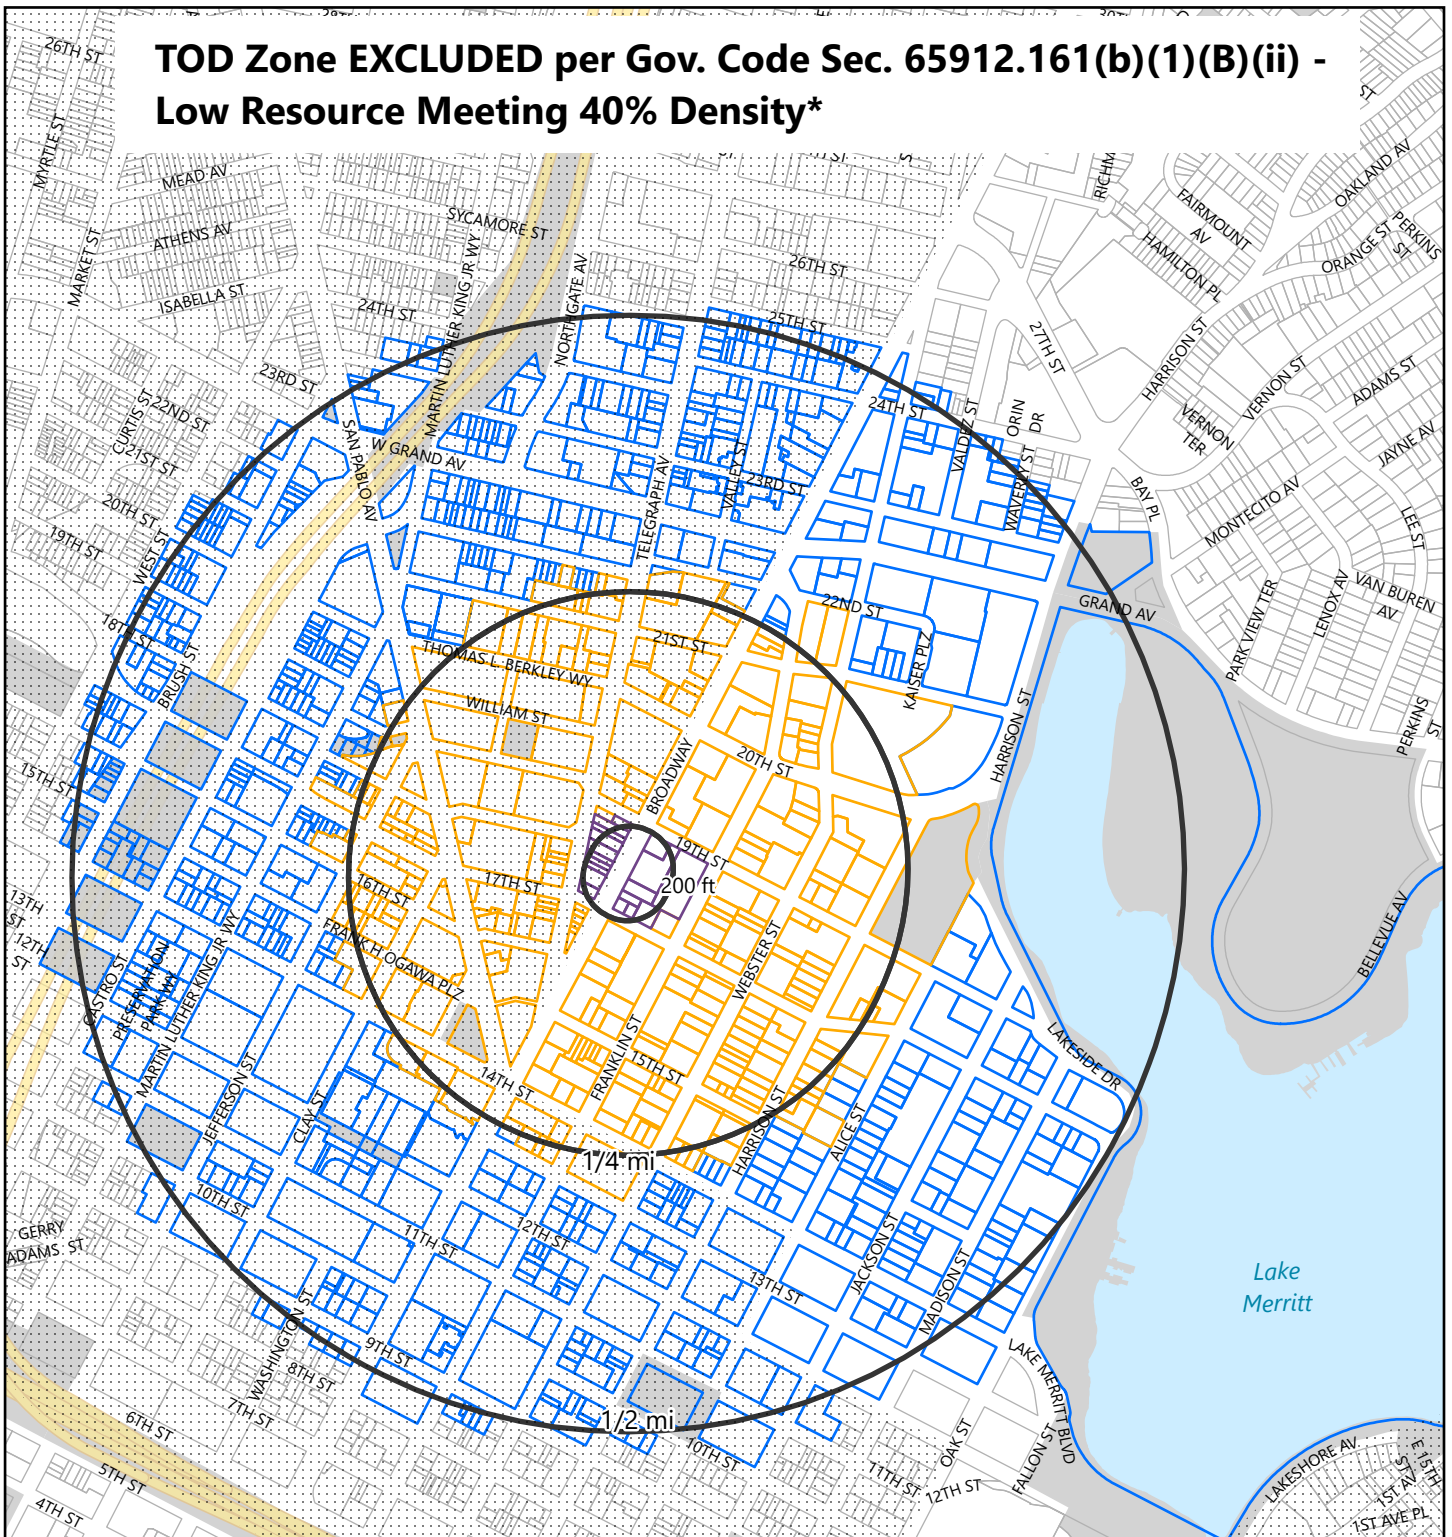 TOD Zone EXCLUDED per Gov. Code Sec. 65912.161(b)(1)(B)(ii) -
Low Resource Meeting 40% Density*
26TH ST
MYRTLE ST
MEAD AV
SYCAMORE ST
ATHENS AV
MARKET ST
ISABELLA ST
24TH ST
MARTIN LUTHER KING JR WY
NORTHGATE AV
26TH ST
25TH ST
FAIRMOUNT
AV
HAMILTON PL
OAKLAND AV
ORANGE ST
PERKINS
ST
27TH ST
HARRISON ST
VERNON ST
ADAMS ST
VERNON
TER
JAYNE AV
23RD ST
22ND ST
CURTIS ST
21ST ST
20TH ST
19TH ST
SAN PABLO AV
W GRAND AV
24TH ST
VALDEZ ST
ORIN
DR
WAVERLY ST
BAY PL
MONTECITO AV
LEE ST
TELEGRAPH AV
VALLEY ST
23RD ST
WEST ST
18TH ST
BRUSH ST
22ND ST
21ST ST
KAISER PLZ
GRAND AV
PARK VIEW TER
LENOX AV
VAN BUREN
AV
PERKINS
ST
THOMAS L. BERKLEY WY
WILLIAM ST
20TH ST
BROADWAY
HARRISON ST
15TH ST
19TH ST
200 ft
17TH ST
16TH ST
13TH
ST
12TH
ST
FRANK H OGAWA PLZ
WEBSTER ST
BELLEVUE AV
CASTRO ST
PRESERVATION
PARK WY
MARTIN LUTHER KING JR WY
JEFFERSON ST
CLAY ST
14TH ST
FRANKLIN ST
15TH ST
HARRISON ST
ALICE ST
LAKESIDE DR
1/4 mi
10TH ST
11TH ST
12TH ST
13TH ST
JACKSON ST
MADISON ST
GERRY
ADAMS ST
Lake
Merritt
WASHINGTON ST
9TH ST
8TH ST
7TH ST
6TH ST
5TH ST
4TH ST
1/2 mi
10TH ST
11TH ST
12TH ST
OAK ST
FALLON ST
LAKE MERRITT BLVD
LAKESHORE AV
1ST AV
E 15TH
ST
1ST AVE PL